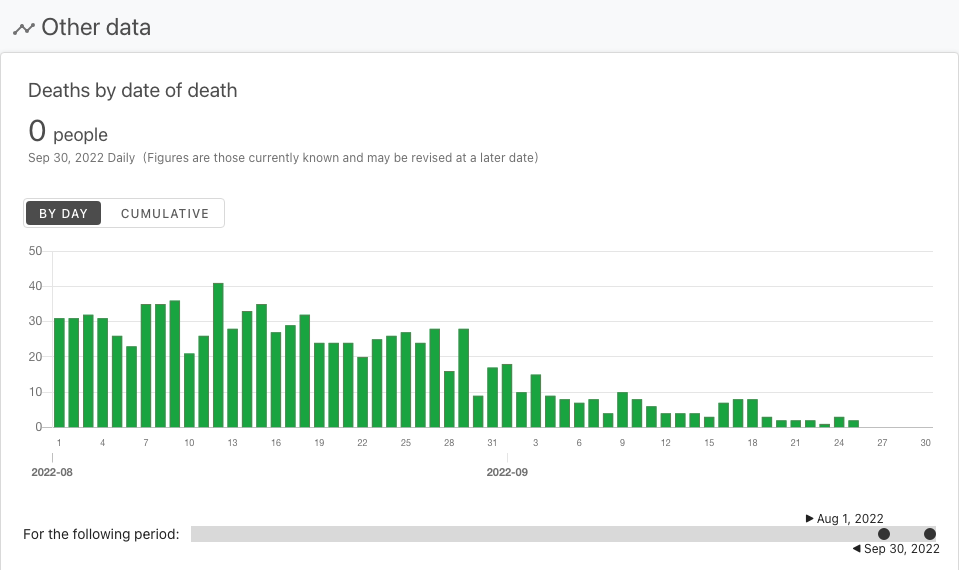 Other data
Deaths by date of death
0 people
Sep 30, 2022 Daily (Figures are those currently known and may be revised at a later date)
BY DAY CUMULATIVE
50
40
30
20
10
0
1 4 7 10 13 16 19 22 25 28 31 3 6 9 12 15 18 21 24 27 30
2022-08 2022-09
▶ Aug 1, 2022
For the following period:
◀ Sep 30, 2022